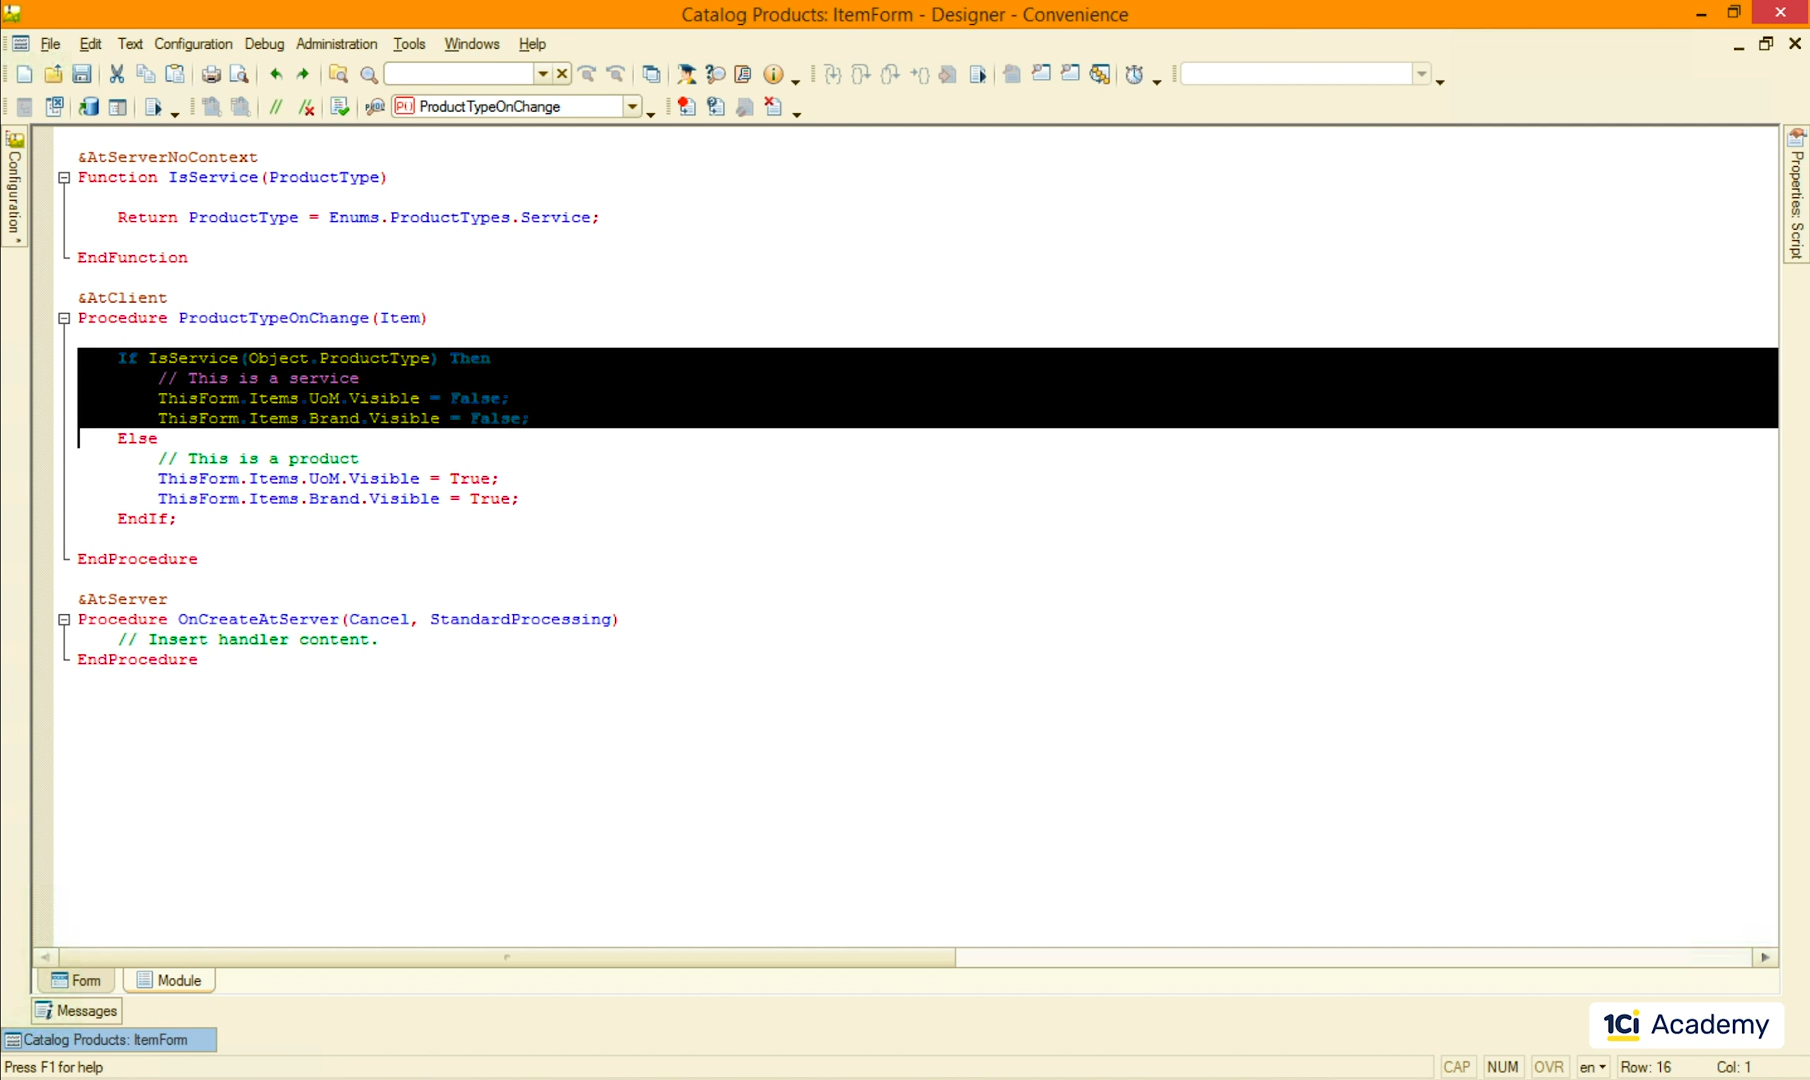 Catalog Products: ItemForm - Designer - Convenience
File Edit Text Configuration Debug Administration Tools Windows Help
ProductTypeOnChange
Configuration
Properties: Script
&AtServerNoContext
Function IsService(ProductType)
Return ProductType = Enums.ProductTypes.Service;
EndFunction
&AtClient
Procedure ProductTypeOnChange(Item)
If IsService(Object.ProductType) Then
// This is a service
ThisForm.Items.UoM.Visible = False;
ThisForm.Items.Brand.Visible = False;
Else
// This is a product
ThisForm.Items.UoM.Visible = True;
ThisForm.Items.Brand.Visible = True;
EndIf;
EndProcedure
&AtServer
Procedure OnCreateAtServer(Cancel, StandardProcessing)
// Insert handler content.
EndProcedure
Form Module
Messages
Catalog Products: ItemForm
1Ci Academy
Press F1 for help CAP NUM OVR en Row: 16 Col: 1